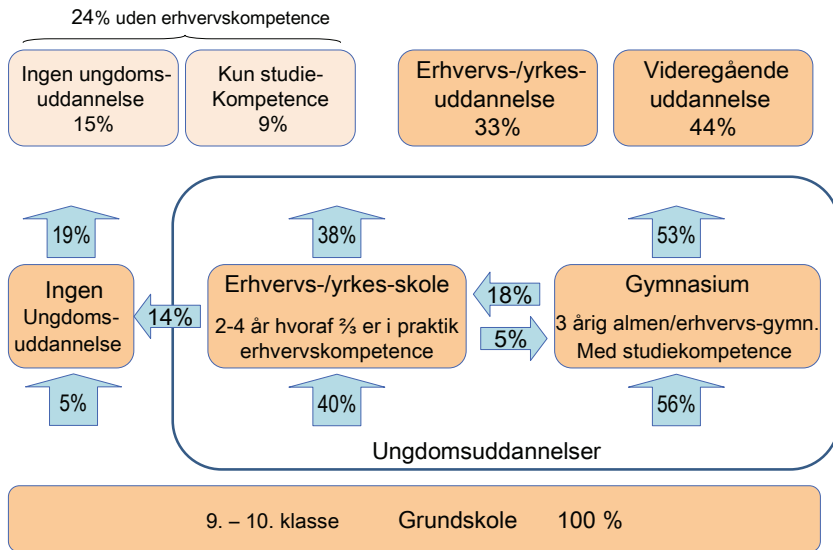 24% uden erhvervskompetence
Ingen ungdoms-
uddannelse
15%
Kun studie-
Kompetence
9%
Erhvervs-/yrkes-
uddannelse
33%
Videregående
uddannelse
44%
19%
38%
53%
Ingen
Ungdoms-
uddannelse
14%
Erhvervs-/yrkes-skole
2-4 år hvoraf ⅔ er i praktik
erhvervskompetence
18%
5%
Gymnasium
3 årig almen/erhvervs-gymn.
Med studiekompetence
5%
40%
56%
Ungdomsuddannelser
9. – 10. klasse Grundskole 100 %